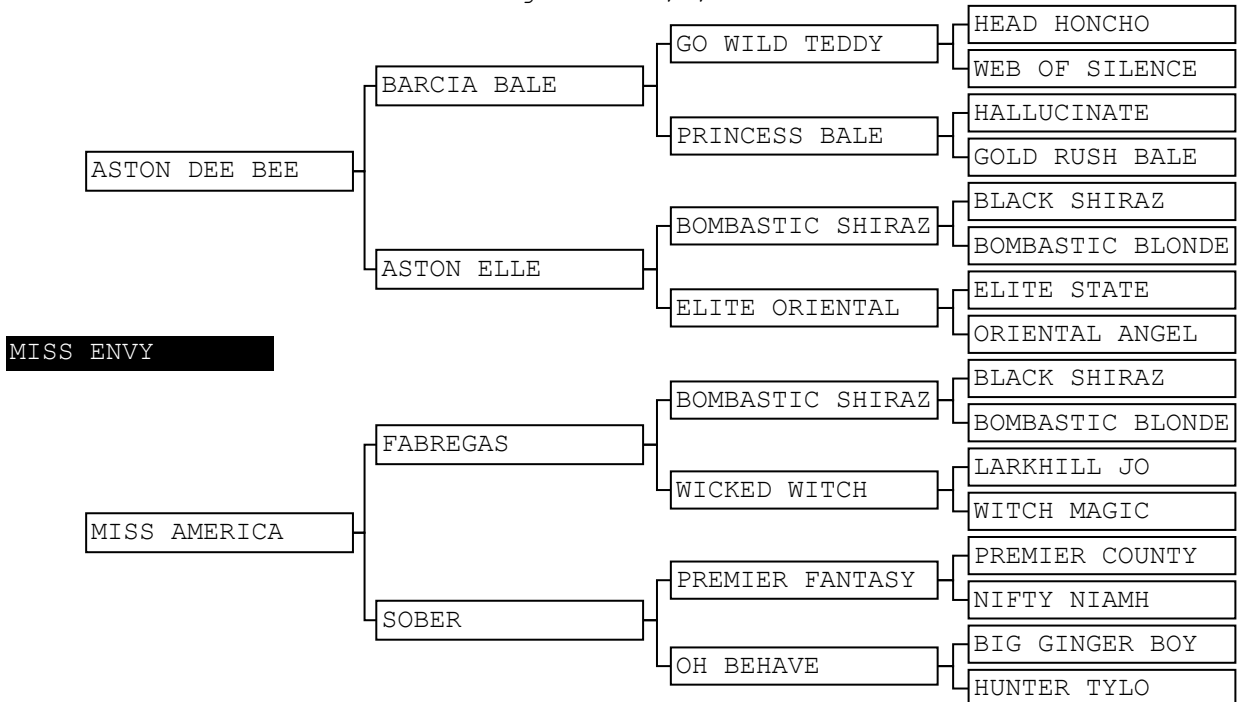 HEAD HONCHO
GO WILD TEDDY
WEB OF SILENCE
BARCIA BALE
HALLUCINATE
PRINCESS BALE
GOLD RUSH BALE
ASTON DEE BEE
BLACK SHIRAZ
BOMBASTIC SHIRAZ
BOMBASTIC BLONDE
ASTON ELLE
ELITE STATE
ELITE ORIENTAL
ORIENTAL ANGEL
MISS ENVY
BLACK SHIRAZ
BOMBASTIC SHIRAZ
BOMBASTIC BLONDE
FABREGAS
LARKHILL JO
WICKED WITCH
WITCH MAGIC
MISS AMERICA
PREMIER COUNTY
PREMIER FANTASY
NIFTY NIAMH
SOBER
BIG GINGER BOY
OH BEHAVE
HUNTER TYLO